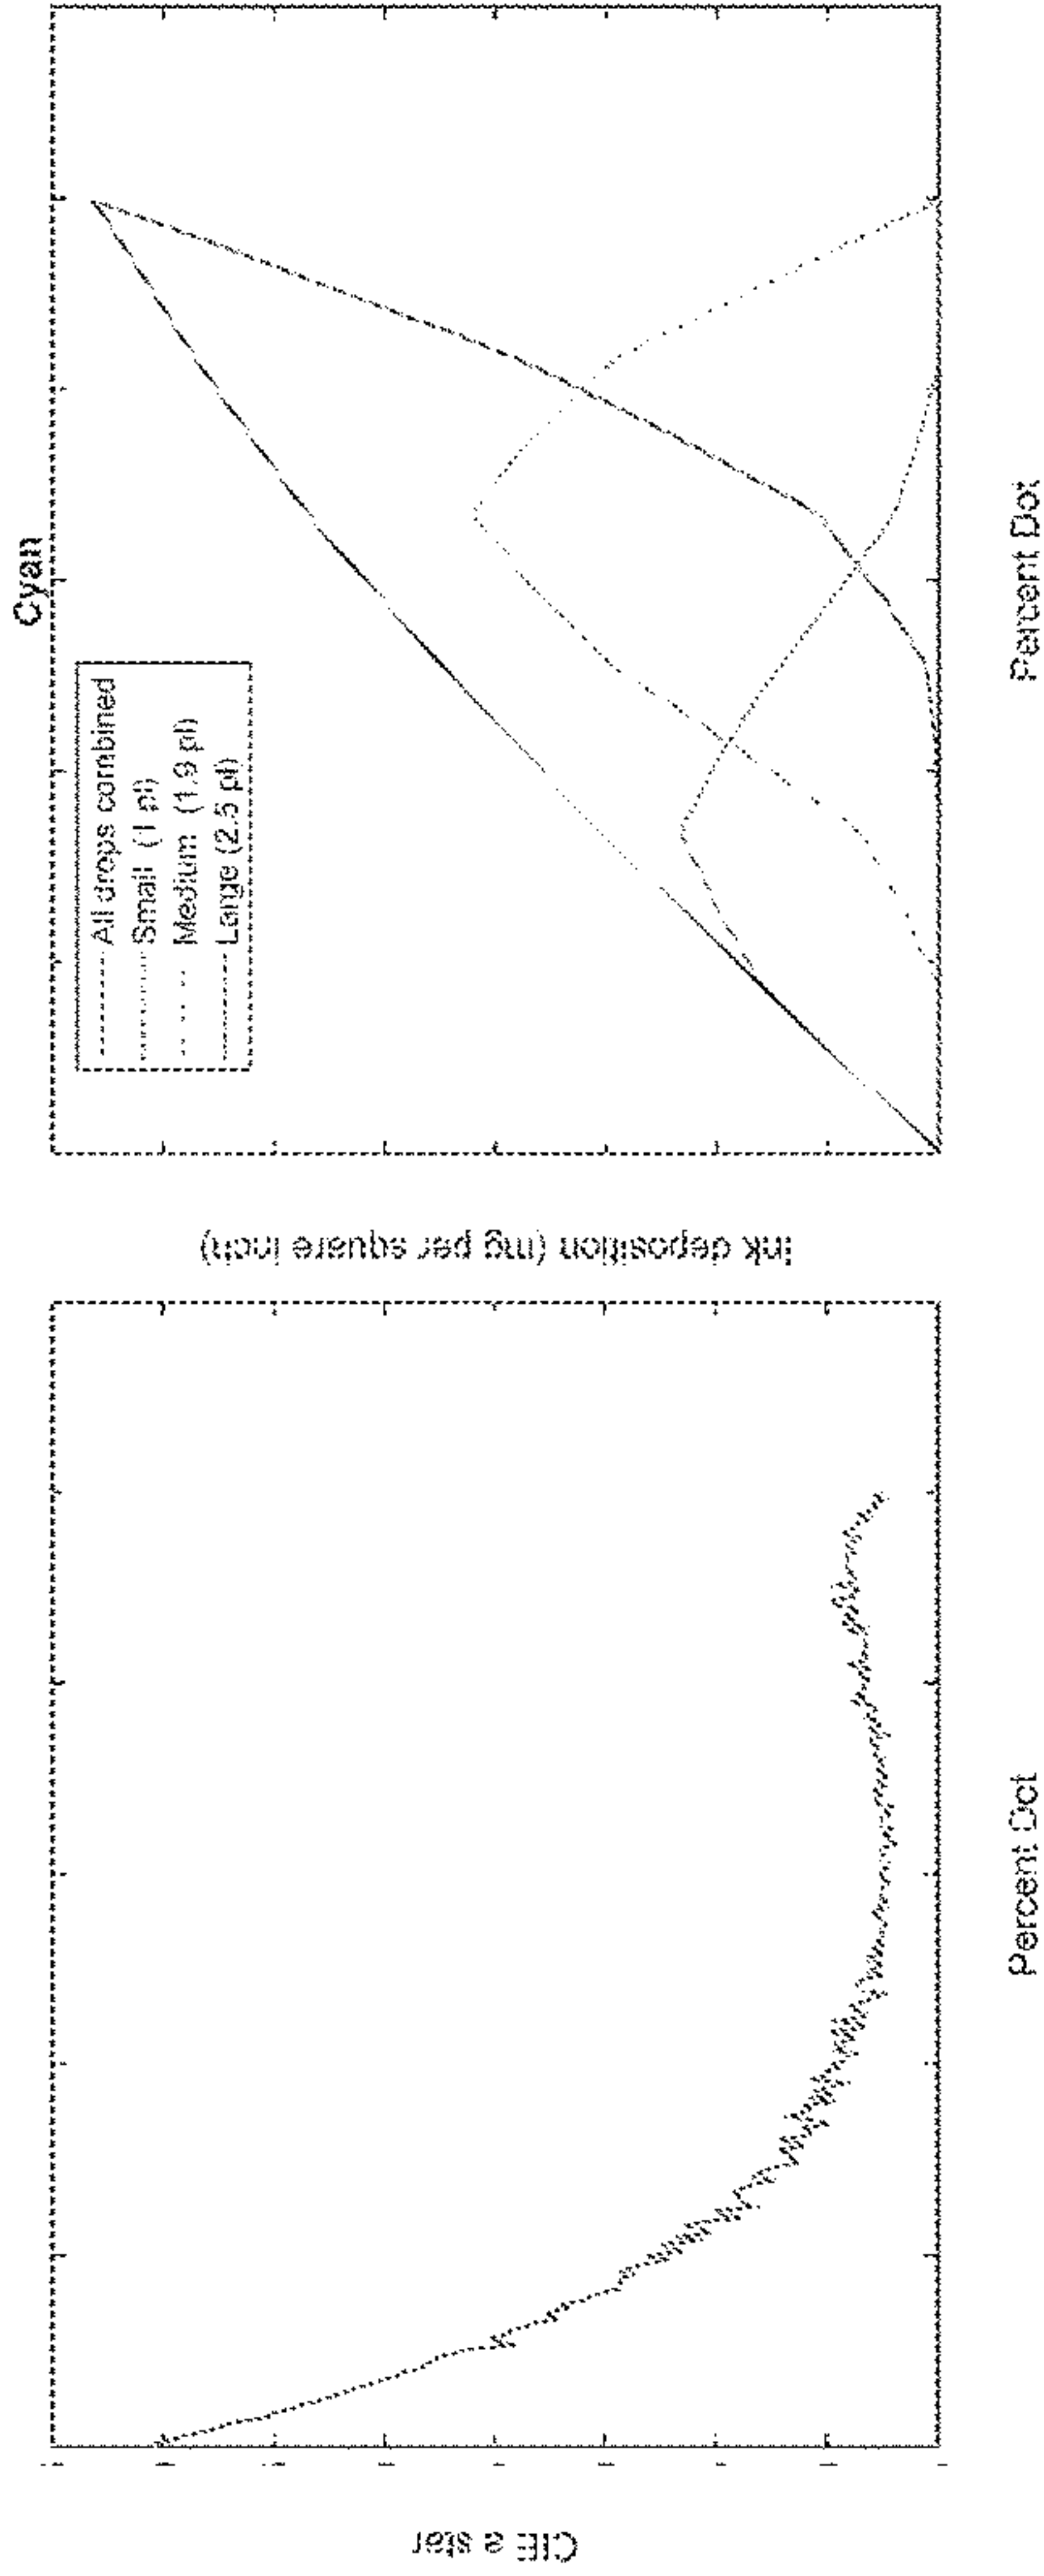 Cyan
All drops combined
Small (1 pl)
Medium (1.9 pl)
Large (2.5 pl)
Ink deposition (mg per square inch)
Percent Dot
CIE a star
Percent Dot